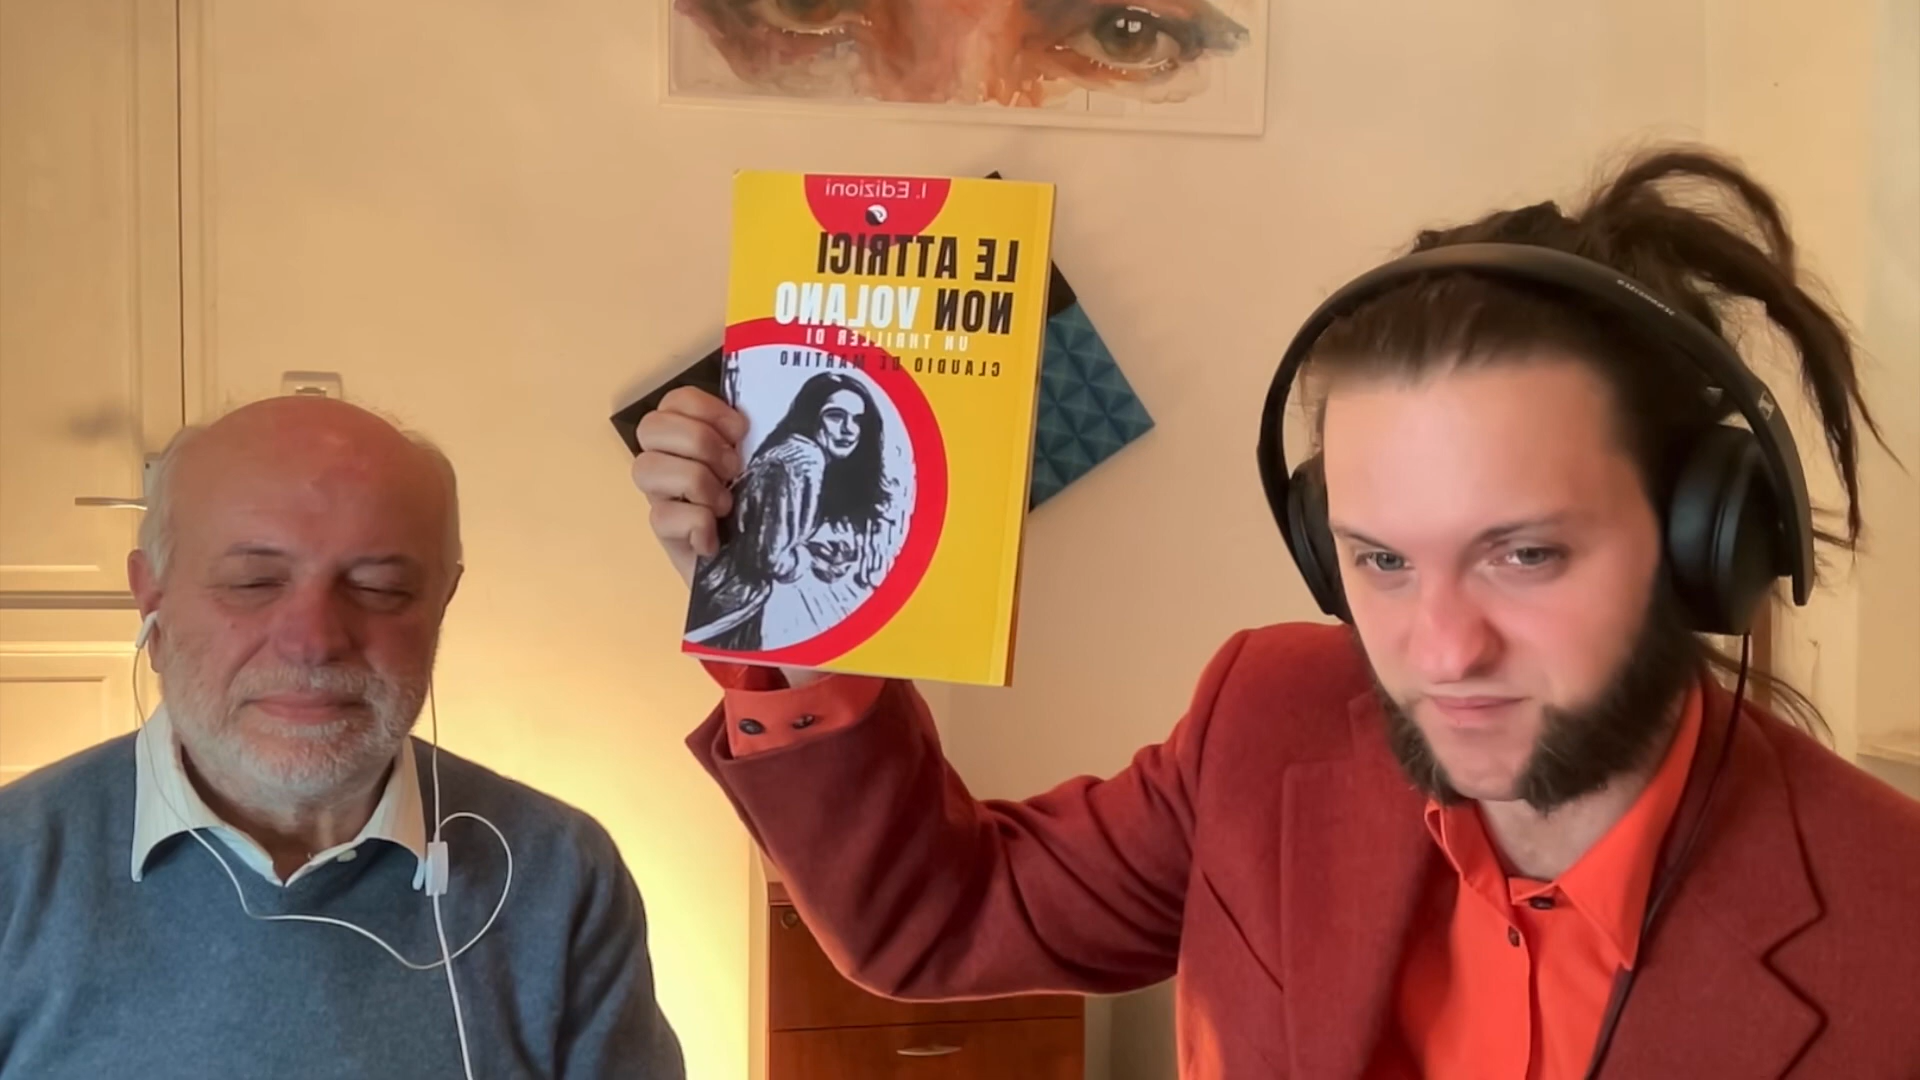 I. Edizioni
LE ATTRICI
NON VOLANO
UN THRILLER DI
CLAUDIO DE MARTINO